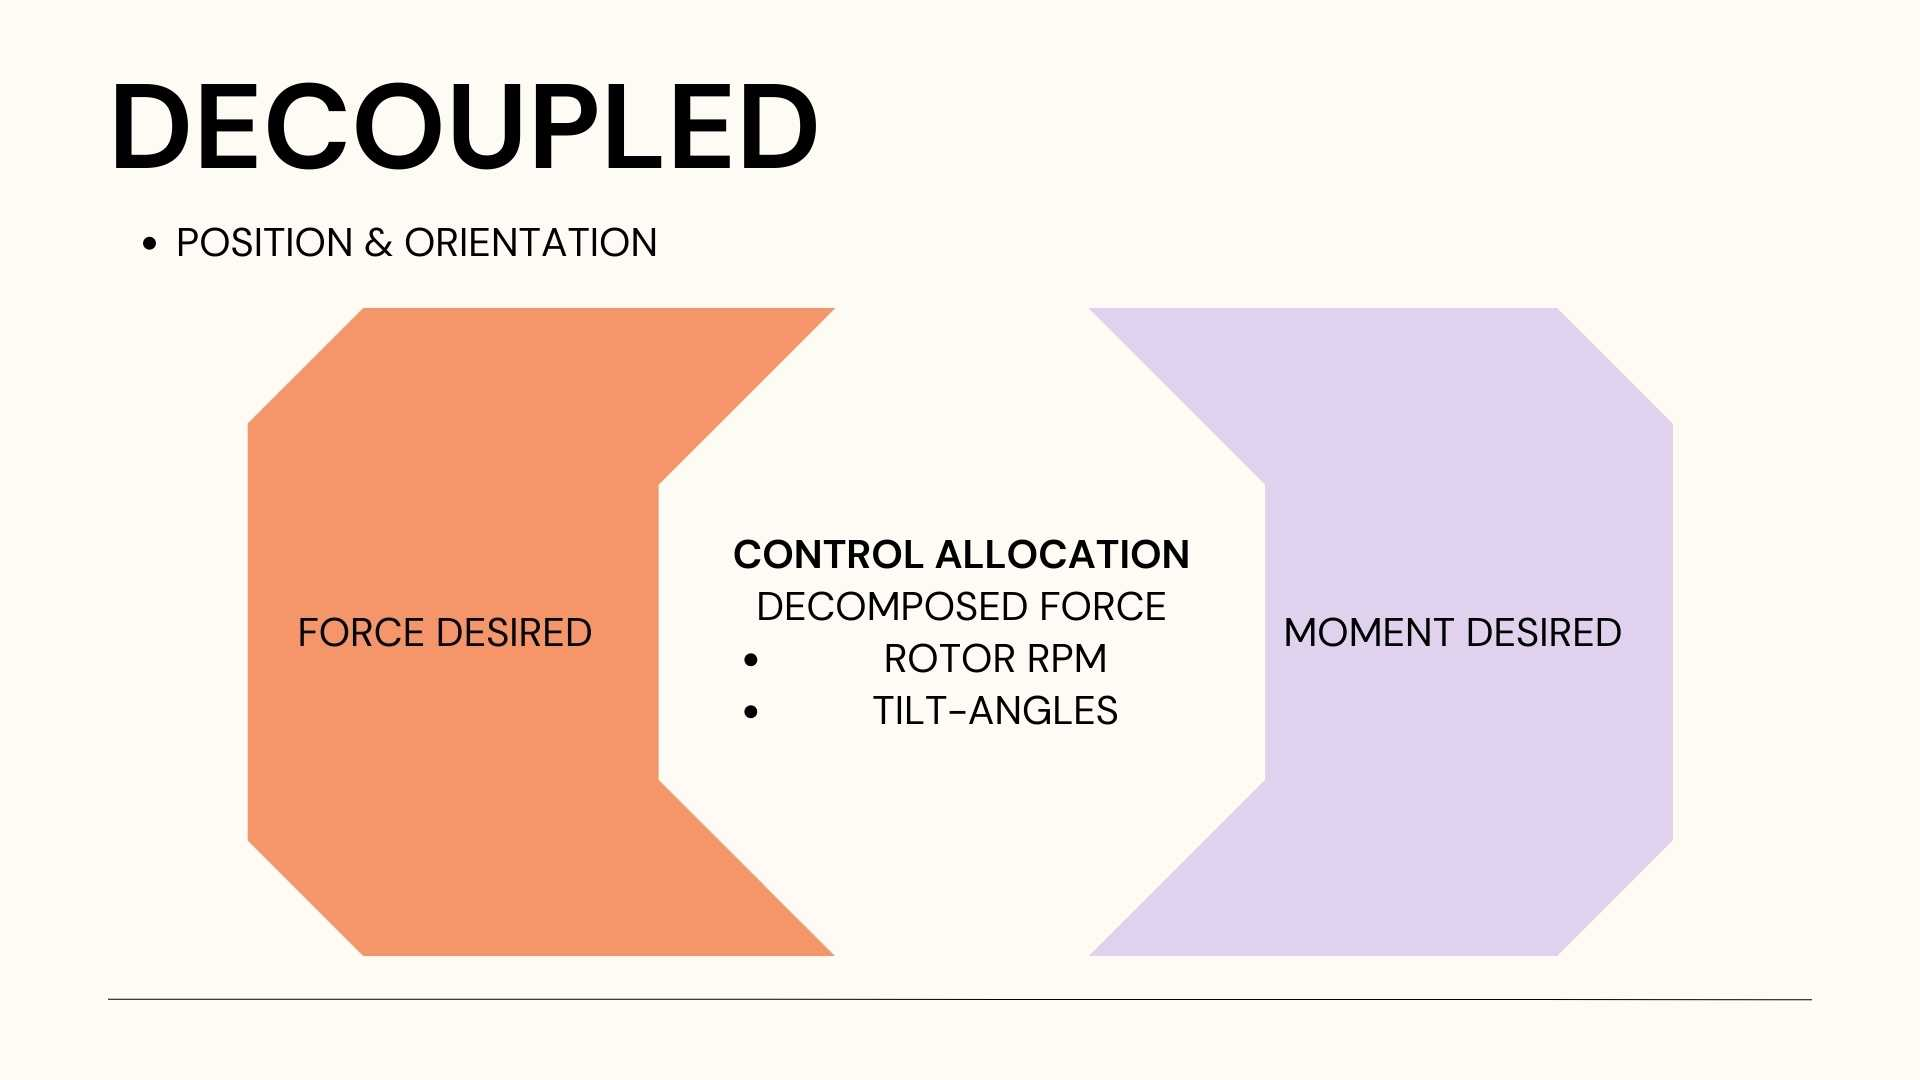 DECOUPLED
• POSITION & ORIENTATION
FORCE DESIRED
CONTROL ALLOCATION
DECOMPOSED FORCE
• ROTOR RPM
• TILT-ANGLES
MOMENT DESIRED